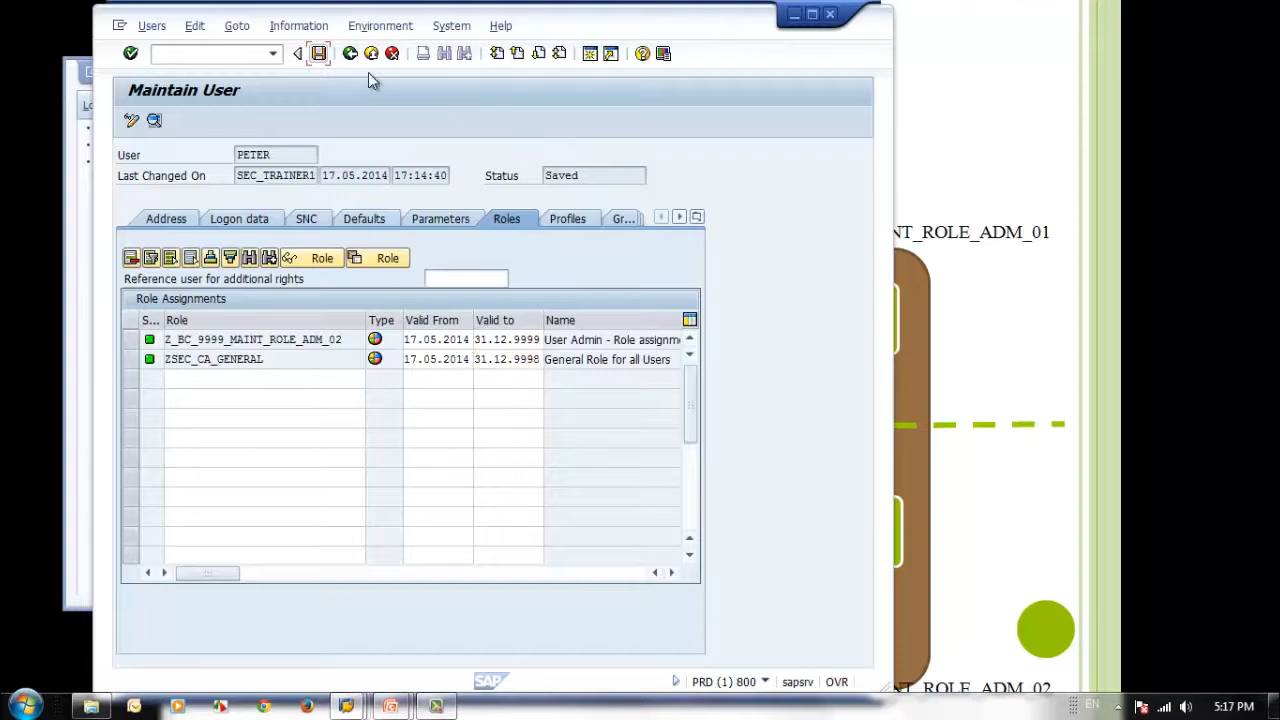 Users Edit Goto Information Environment System Help
Maintain User
User PETER
Last Changed On SEC_TRAINER1 17.05.2014 17:14:40 Status Saved
Address Logon data SNC Defaults Parameters Roles Profiles Gr...
Role Role
Reference user for additional rights
Role Assignments
S... Role Type Valid From Valid to Name
Z_BC_9999_MAINT_ROLE_ADM_02 17.05.2014 31.12.9999 User Admin - Role assignm
ZSEC_CA_GENERAL 17.05.2014 31.12.9998 General Role for all Users
SAP PRD (1) 800 sapsrv OVR
Lo
NT_ROLE_ADM_01
NT_ROLE_ADM_02
EN 5:17 PM